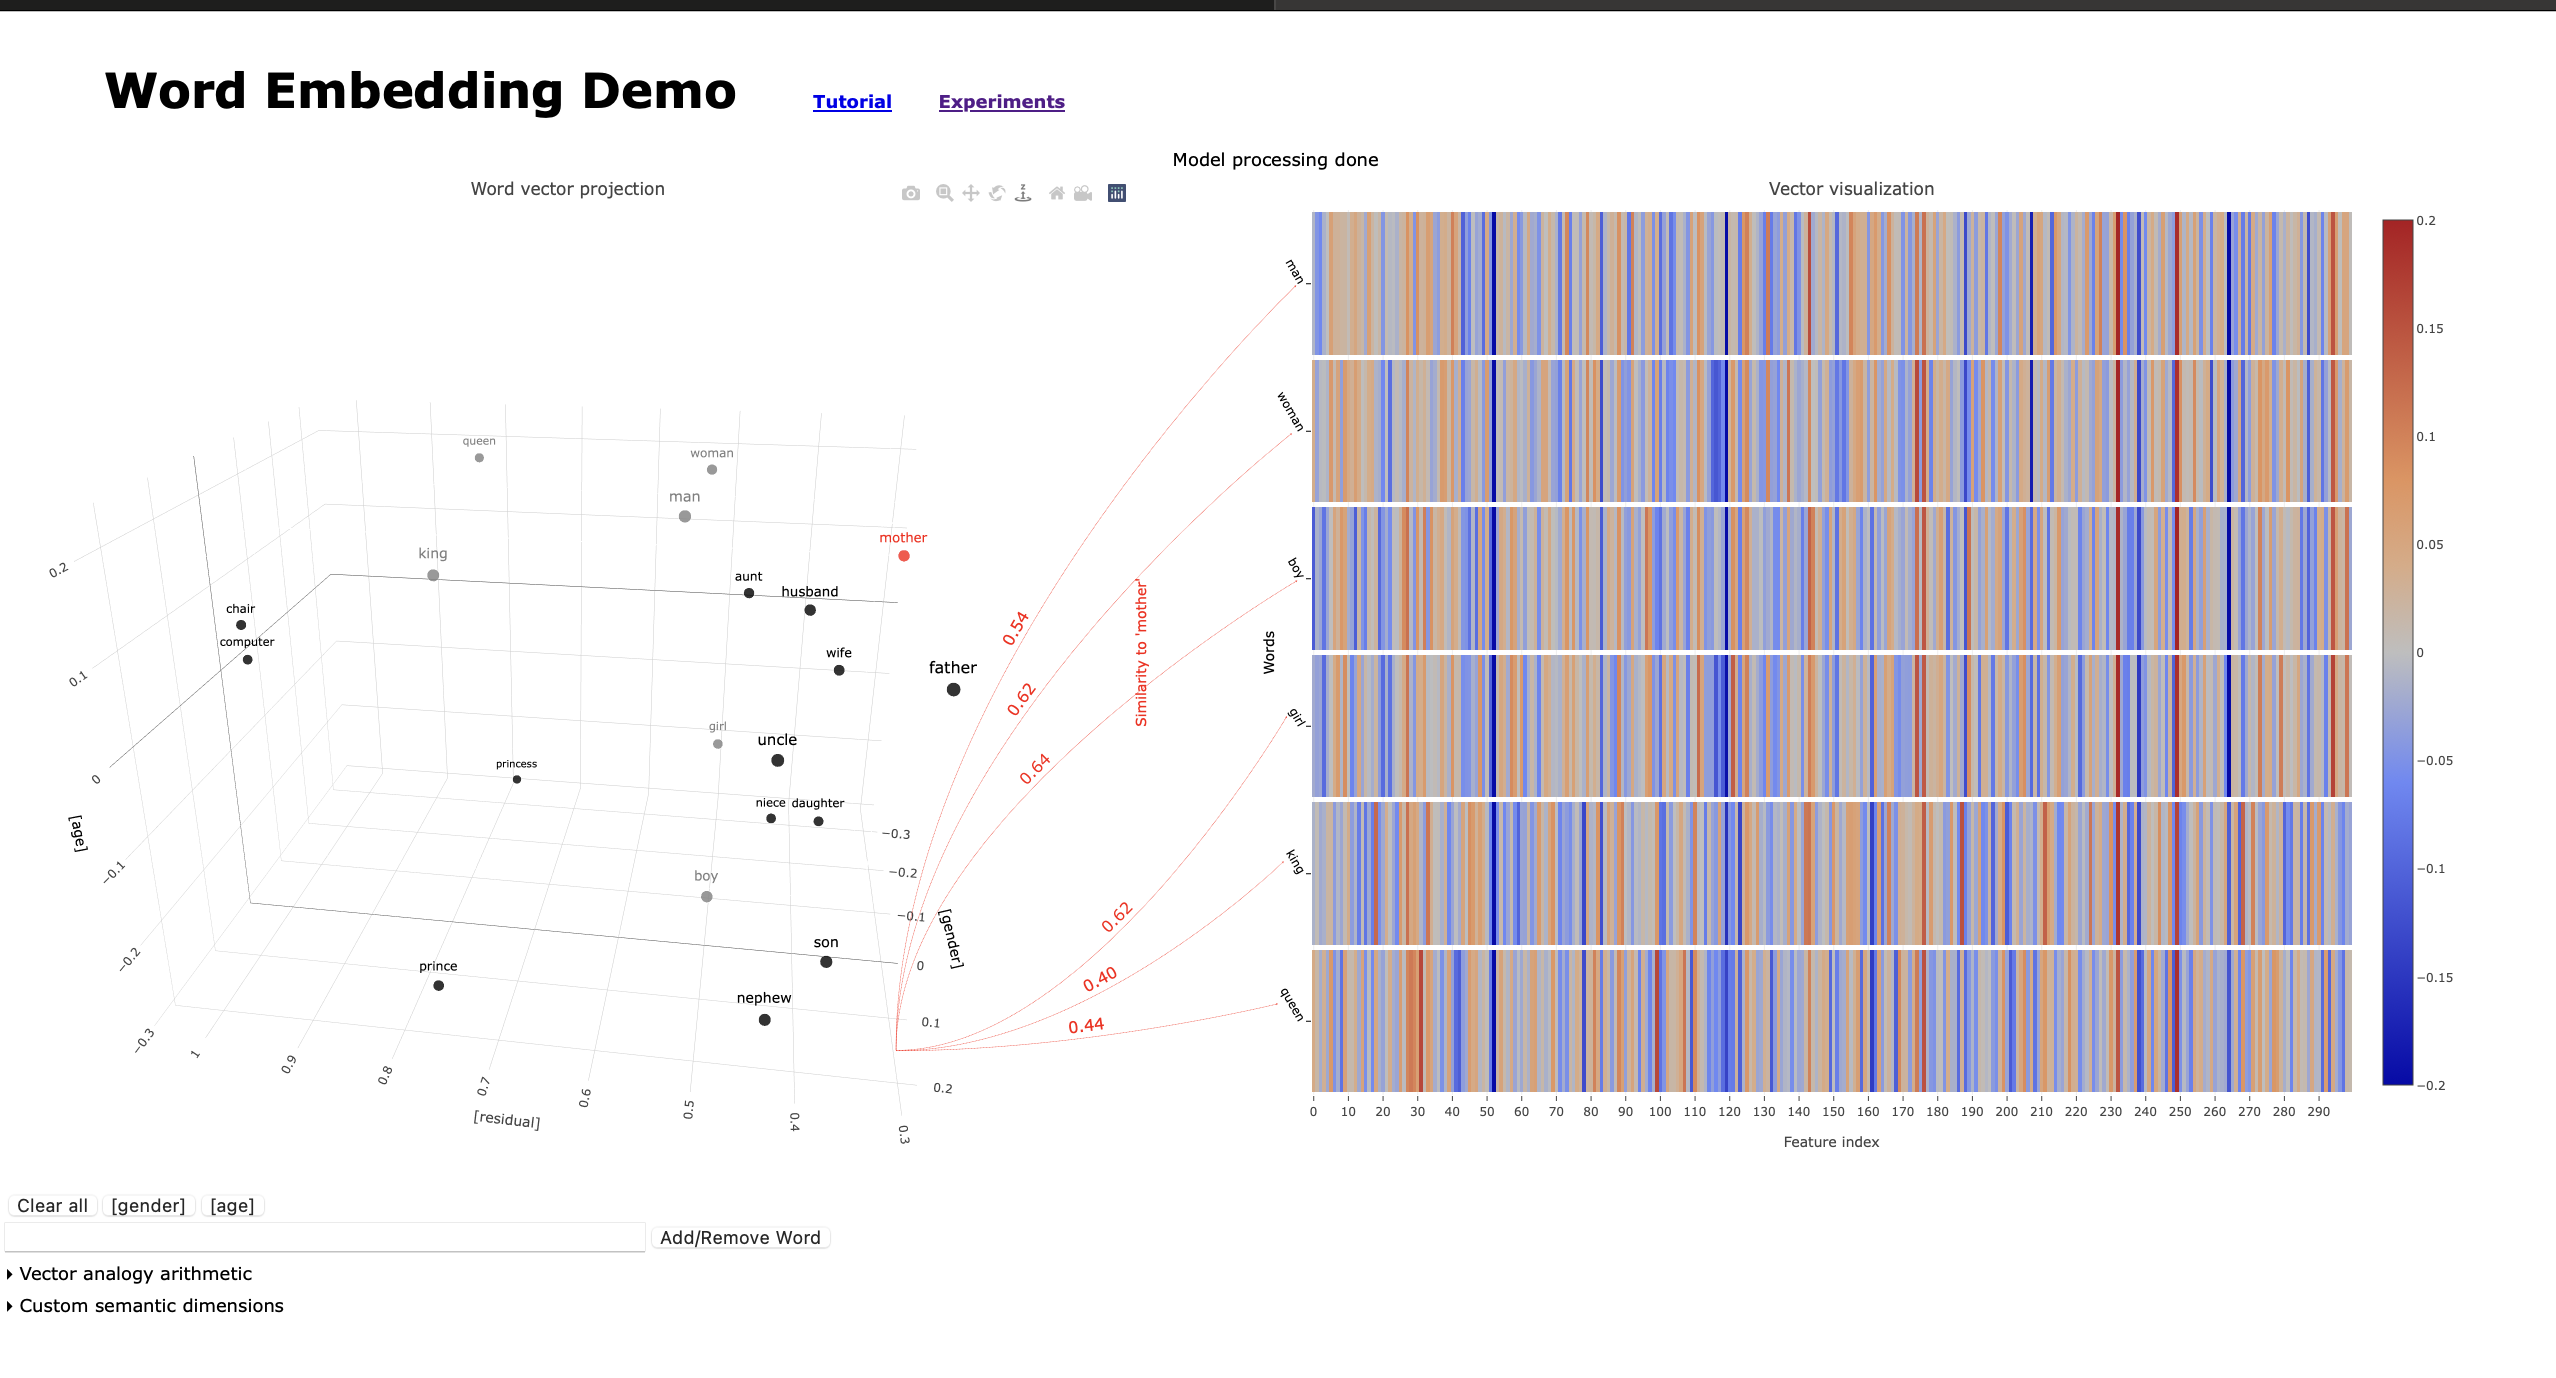 Word Embedding Demo
Tutorial
Experiments
Model processing done
Word vector projection
Vector visualization
queen
woman
man
king
mother
aunt
husband
chair
computer
wife
father
girl
uncle
princess
niece
daughter
boy
son
prince
nephew
0.2
0.1
0
−0.1
−0.2
−0.3
[age]
1
0.9
0.8
0.7
0.6
0.5
0.4
0.3
[residual]
−0.3
−0.2
−0.1
0
0.1
0.2
[gender]
0.54
0.62
0.64
0.62
0.40
0.44
Similarity to 'mother'
Words
man
woman
boy
girl
king
queen
0 10 20 30 40 50 60 70 80 90 100 110 120 130 140 150 160 170 180 190 200 210 220 230 240 250 260 270 280 290
Feature index
0.2
0.15
0.1
0.05
0
−0.05
−0.1
−0.15
−0.2
Clear all
[gender]
[age]
Add/Remove Word
Vector analogy arithmetic
Custom semantic dimensions